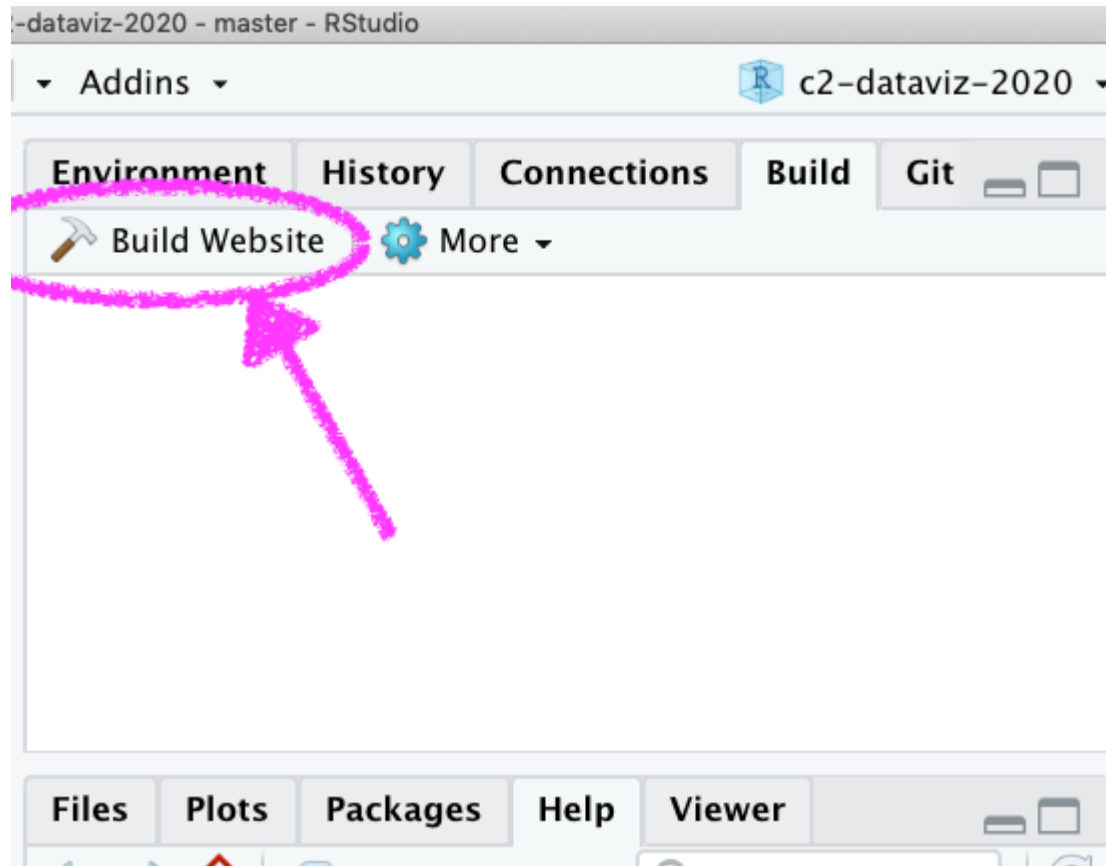 -dataviz-2020 - master - RStudio
Addins
c2-dataviz-2020
Environment History Connections Build Git
Build Website More
Files Plots Packages Help Viewer